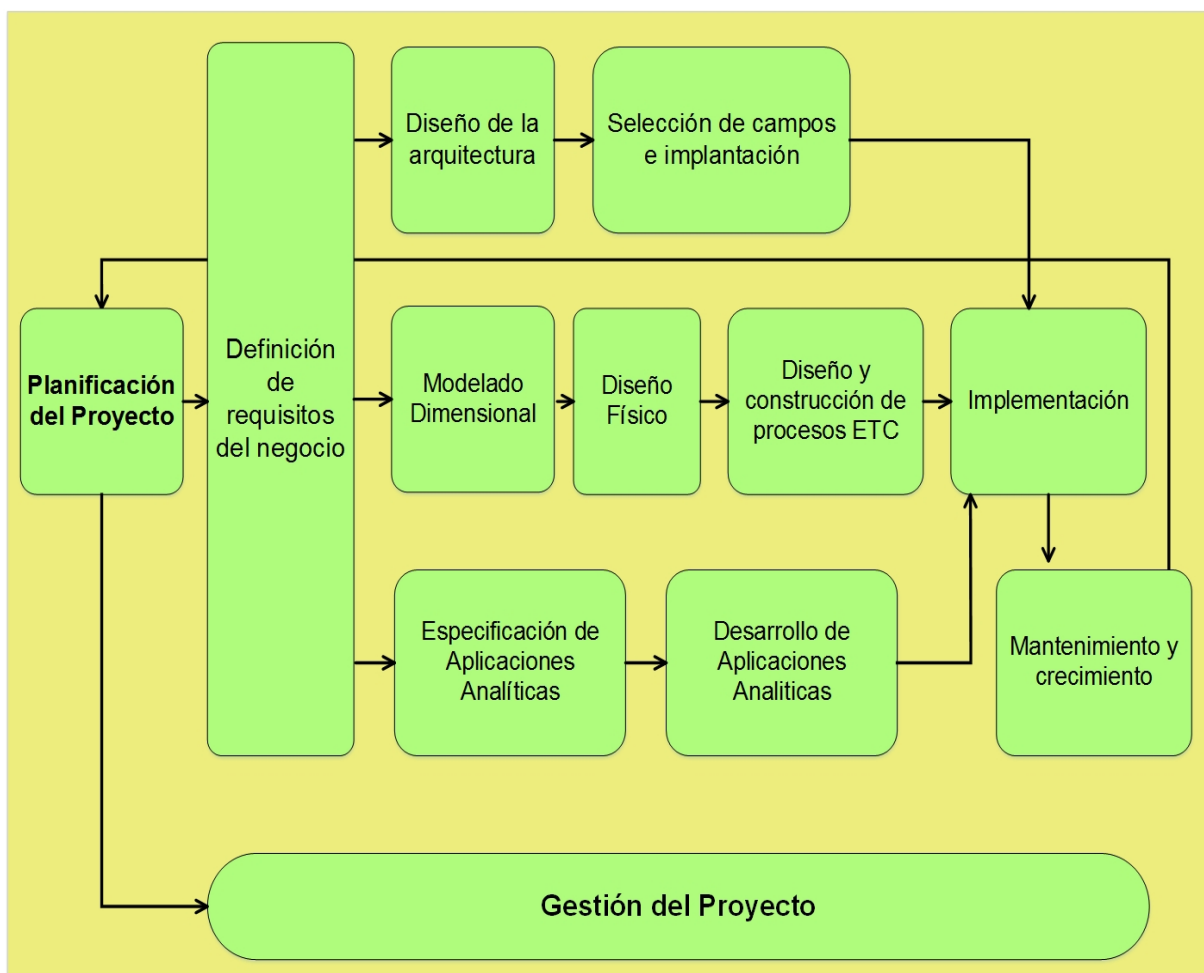 Diseño de la
arquitectura
Selección de campos
e implantación
Planificación
del Proyecto
Definición
de
requisitos
del negocio
Modelado
Dimensional
Diseño
Físico
Diseño y
construcción de
procesos ETC
Implementación
Especificación de
Aplicaciones
Analíticas
Desarrollo de
Aplicaciones
Analiticas
Mantenimiento y
crecimiento
Gestión del Proyecto